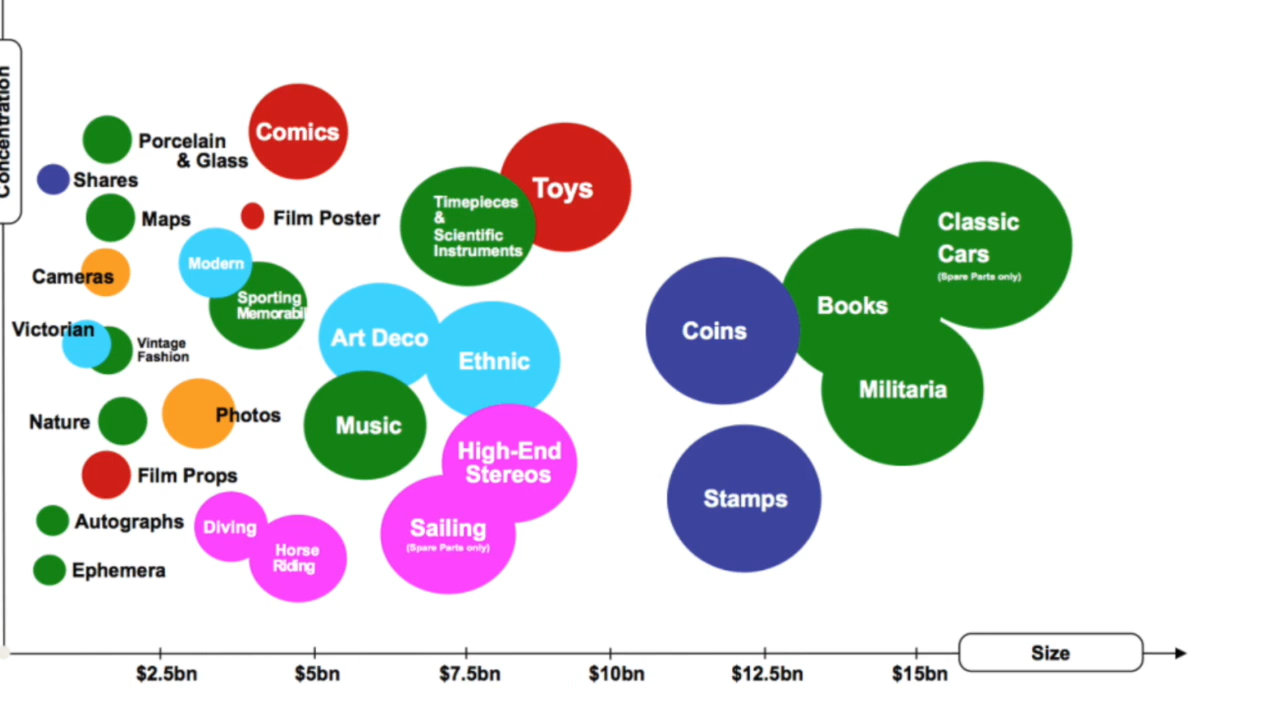 Concentration
Comics
Porcelain
& Glass
Shares
Toys
Timepieces
&
Scientific
Instruments
Maps
Film Poster
Classic
Cars
(Spare Parts only)
Modern
Cameras
Sporting
Memorabil
Books
Victorian
Vintage
Fashion
Art Deco
Coins
Ethnic
Militaria
Nature
Photos
Music
High-End
Stereos
Film Props
Stamps
Autographs
Diving
Sailing
(Spare Parts only)
Horse
Riding
Ephemera
Size
$2.5bn
$5bn
$7.5bn
$10bn
$12.5bn
$15bn